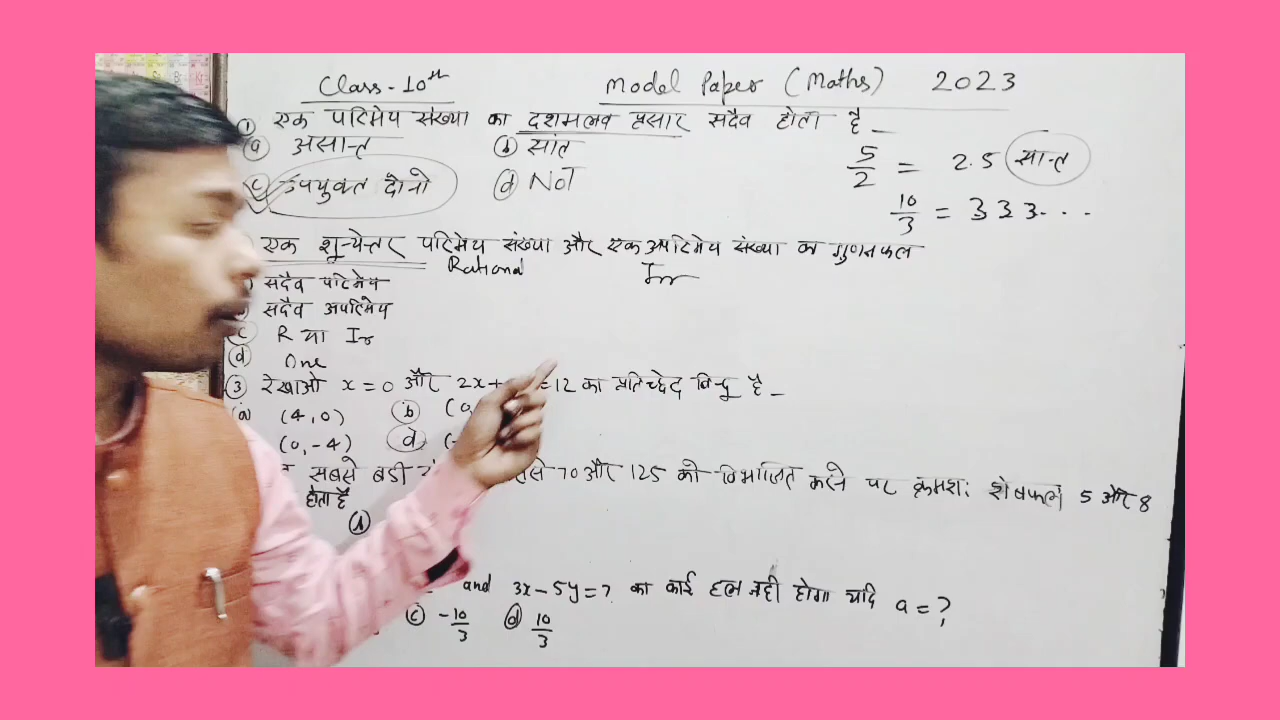 Class-10th Model Paper (Maths) 2023
① एक परिमेय संख्या का दशमलव प्रसार सदैव होता है _
ⓐ असान्त ⓑ सांत
ⓒ उपयुक्त दोनो ⓓ NOT
5/2 = 2.5 सान्त
10/3 = 333...
एक शून्येत्तर परिमेय संख्या और एक अपरिमेय संख्या का गुणनफल
Rational Irr
सदैव परिमेय
सदैव अपरिमेय
ⓒ R या Ir
ⓓ One
③ रेखाओ x=0 और 2x+ =12 का प्रतिच्छेद बिन्दु है _
ⓐ (4,0) ⓑ (0,
(0,-4) ⓓ (-
सबसे बडी 70 और 125 को विभाजित करने पर क्रमश: शेषफल 5 और 8
होता है
ⓑ
and 3x-5y=7 का कोई हल नही होगा यदि a=?
ⓒ -10/3 ⓓ 10/3